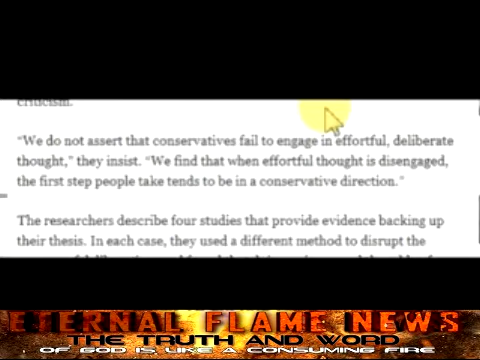 criticism.
"We do not assert that conservatives fail to engage in effortful, deliberate
thought," they insist. "We find that when effortful thought is disengaged,
the first step people take tends to be in a conservative direction."
The researchers describe four studies that provide evidence backing up
their thesis. In each case, they used a different method to disrupt the
ETERNAL FLAME NEWS
THE TRUTH AND WORD
OF GOD IS LIKE A CONSUMING FIRE